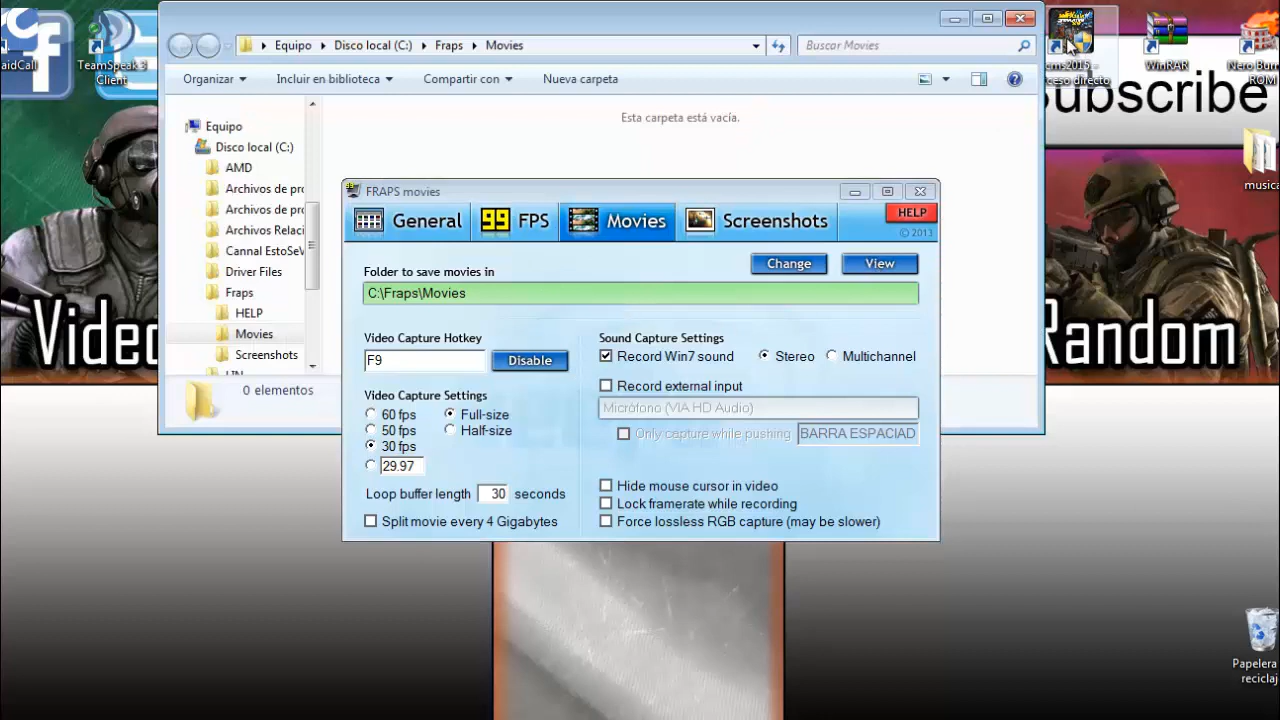 aidCall
TeamSpeak 3
Client
Equipo
Disco local (C:)
Fraps
Movies
Buscar Movies
Organizar
Incluir en biblioteca
Compartir con
Nueva carpeta
Equipo
Disco local (C:)
AMD
Archivos de pro
Archivos de pro
Archivos Relaci
Cannal EstoSeV
Driver Files
Fraps
HELP
Movies
Screenshots
Esta carpeta está vacía.
0 elementos
FRAPS movies
General
99 FPS
Movies
Screenshots
HELP
© 2013
Folder to save movies in
Change
View
C:\Fraps\Movies
Video Capture Hotkey
F9
Disable
Video Capture Settings
60 fps
50 fps
30 fps
29.97
Full-size
Half-size
Loop buffer length 30 seconds
Split movie every 4 Gigabytes
Sound Capture Settings
Record Win7 sound
Stereo
Multichannel
Record external input
Micrófono (VIA HD Audio)
Only capture while pushing
BARRA ESPACIAD
Hide mouse cursor in video
Lock framerate while recording
Force lossless RGB capture (may be slower)
ceso directo
WinRAR
Nero Burn
ROM
Subscribe
musica
Video
Random
Papelera
reciclaj